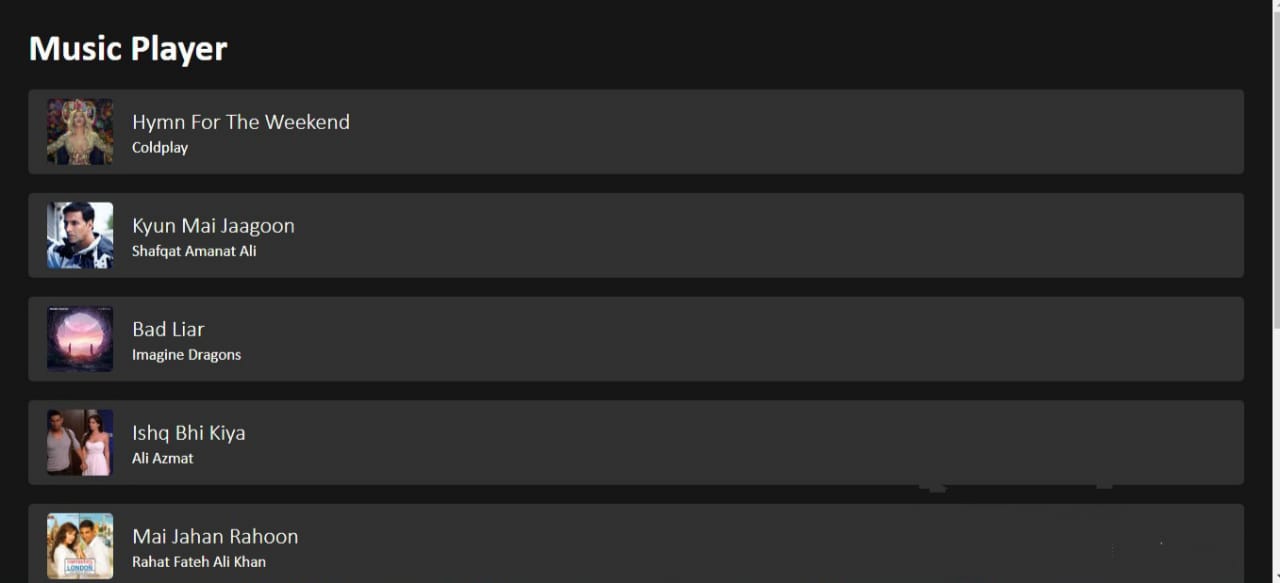 Music Player
Hymn For The Weekend
Coldplay
Kyun Mai Jaagoon
Shafqat Amanat Ali
Bad Liar
Imagine Dragons
Ishq Bhi Kiya
Ali Azmat
Mai Jahan Rahoon
Rahat Fateh Ali Khan
LONDON